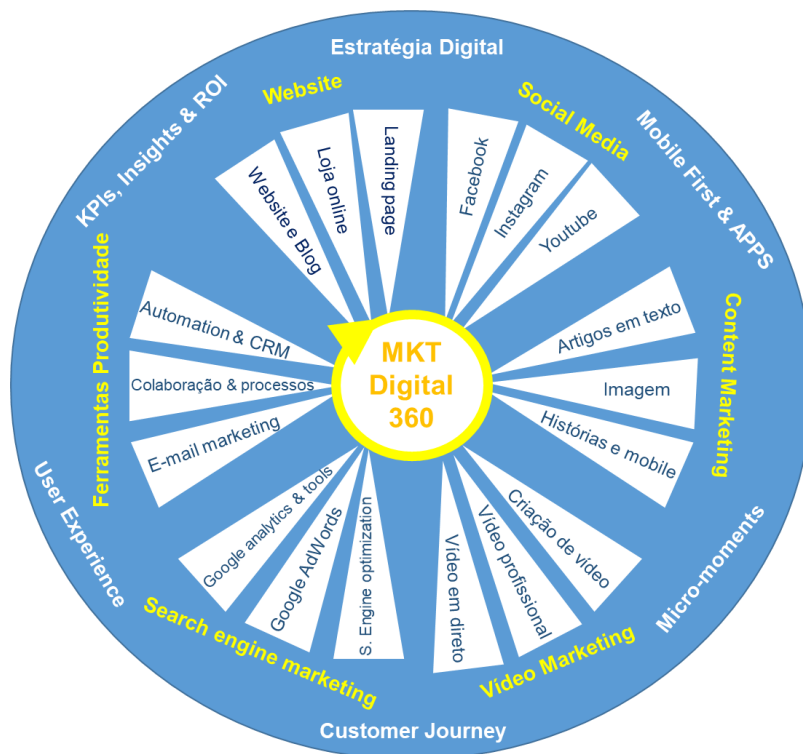 Estratégia Digital
Website
Social Media
KPIs, Insights & ROI
Mobile First & APPS
Website e Blog
Loja online
Landing page
Facebook
Instagram
Youtube
Ferramentas Produtividade
Automation & CRM
Colaboração & processos
E-mail marketing
MKT
Digital
360
Artigos em texto
Imagem
Histórias e mobile
Content Marketing
User Experience
Google analytics & tools
Google AdWords
S. Engine optimization
Vídeo em direto
Vídeo profissional
Criação de vídeo
Micro-moments
Search engine marketing
Vídeo Marketing
Customer Journey